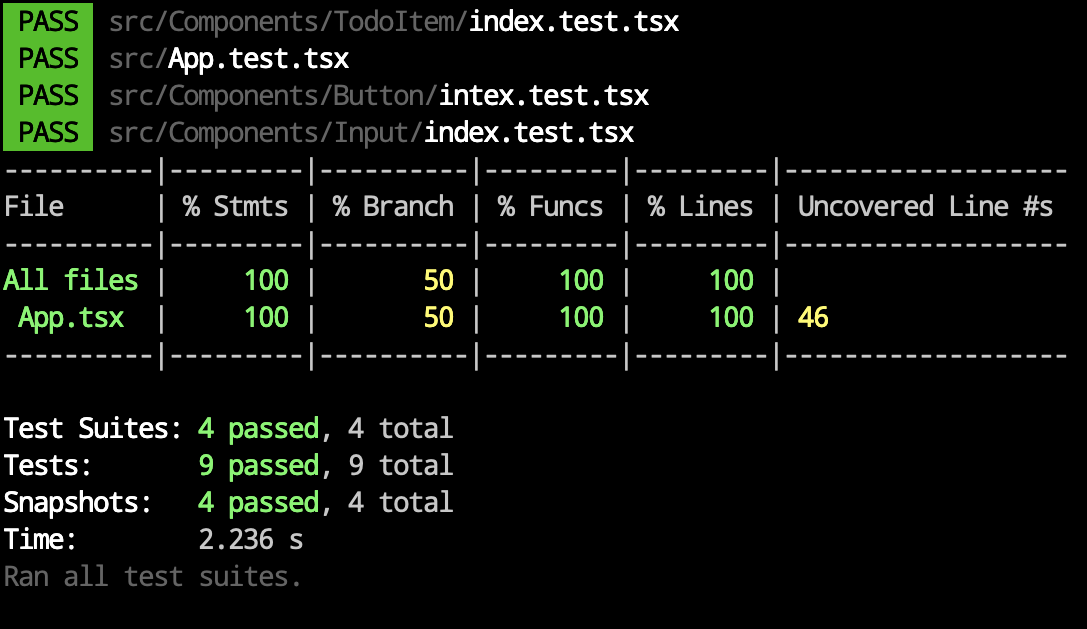 PASS src/Components/TodoItem/index.test.tsx
PASS src/App.test.tsx
PASS src/Components/Button/intex.test.tsx
PASS src/Components/Input/index.test.tsx
----------|---------|----------|---------|---------|-------------------
File      | % Stmts | % Branch | % Funcs | % Lines | Uncovered Line #s
----------|---------|----------|---------|---------|-------------------
All files |     100 |       50 |     100 |     100 |
 App.tsx  |     100 |       50 |     100 |     100 | 46
----------|---------|----------|---------|---------|-------------------
Test Suites: 4 passed, 4 total
Tests:       9 passed, 9 total
Snapshots:   4 passed, 4 total
Time:        2.236 s
Ran all test suites.